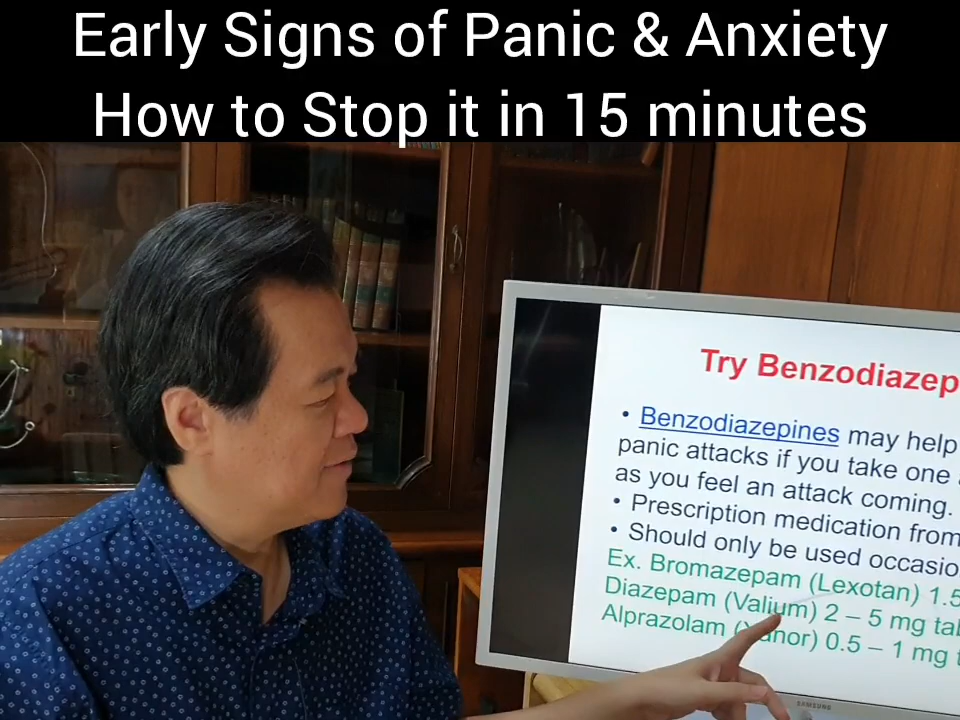 Early Signs of Panic & Anxiety
How to Stop it in 15 minutes
Try Benzodiazep
• Benzodiazepines may help
panic attacks if you take one
as you feel an attack coming.
• Prescription medication from
• Should only be used occasio
Ex. Bromazepam (Lexotan) 1.5
Diazepam (Valium) 2 – 5 mg tab
Alprazolam (Xanor) 0.5 – 1 mg t
SAMSUNG